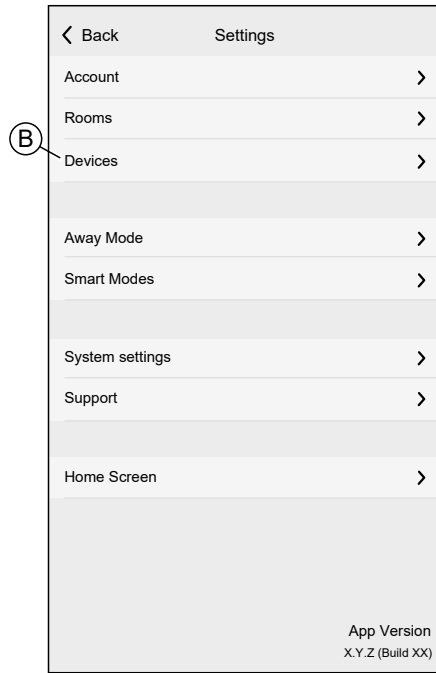 Back Settings
Account
Rooms
B
Devices
Away Mode
Smart Modes
System settings
Support
Home Screen
App Version
X.Y.Z (Build XX)